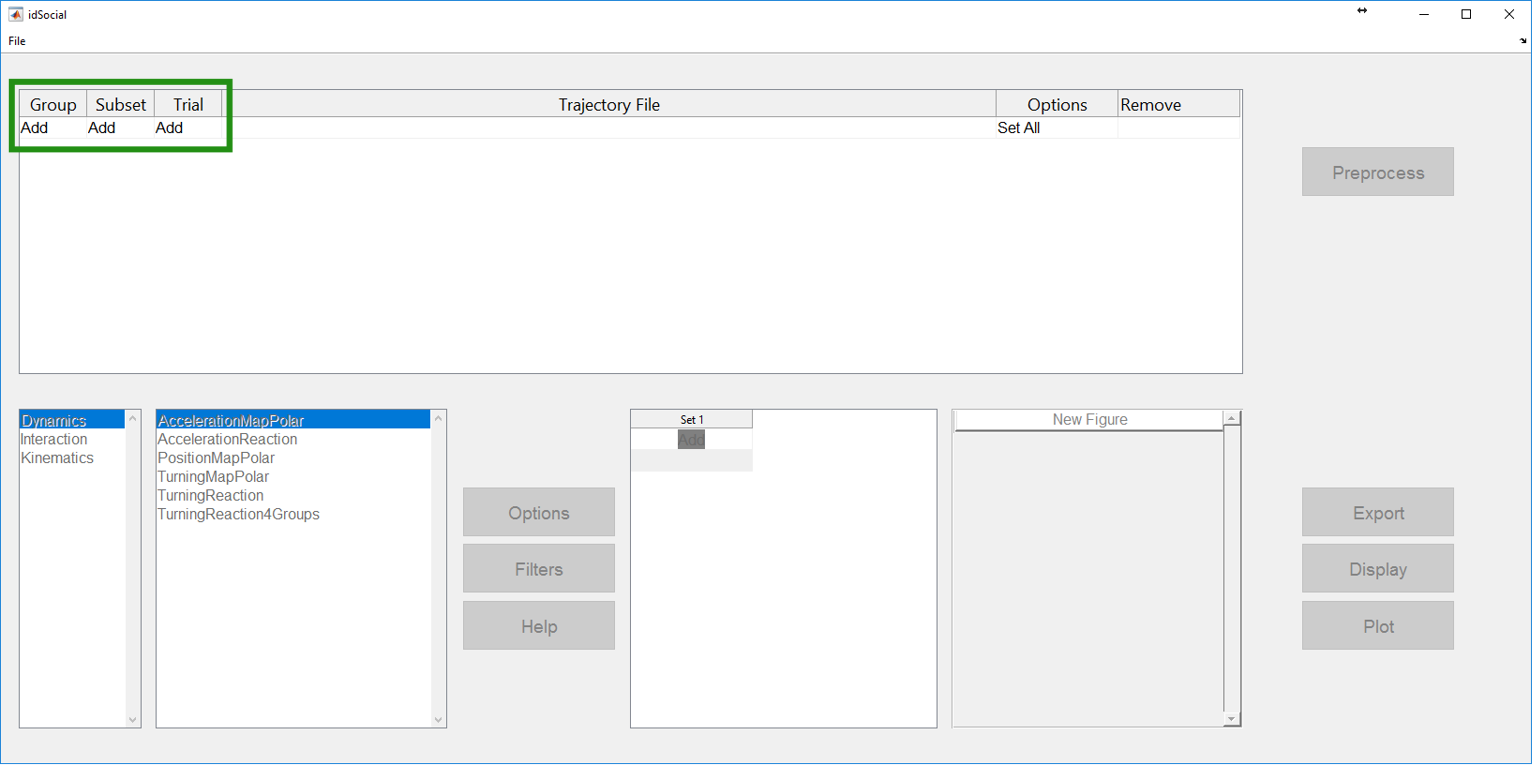 idSocial
File
Group Subset Trial Trajectory File Options Remove
Add Add Add Set All
Preprocess
Dynamics
Interaction
Kinematics
AccelerationMapPolar
AccelerationReaction
PositionMapPolar
TurningMapPolar
TurningReaction
TurningReaction4Groups
Options
Filters
Help
Set 1
Add
New Figure
Export
Display
Plot